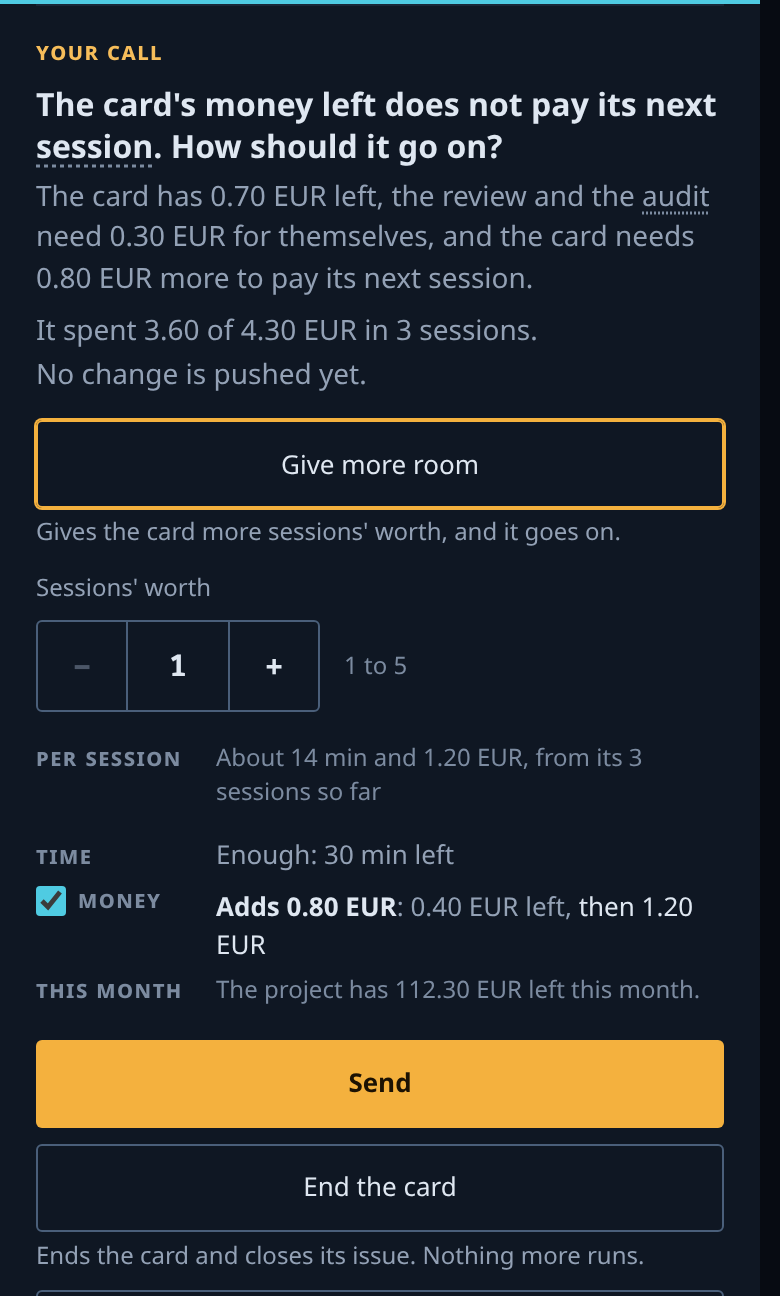 YOUR CALL
The card's money left does not pay its next
session. How should it go on?
The card has 0.70 EUR left, the review and the audit
need 0.30 EUR for themselves, and the card needs
0.80 EUR more to pay its next session.
It spent 3.60 of 4.30 EUR in 3 sessions.
No change is pushed yet.
Give more room
Gives the card more sessions' worth, and it goes on.
Sessions' worth
− 1 + 1 to 5
PER SESSION About 14 min and 1.20 EUR, from its 3
sessions so far
TIME Enough: 30 min left
MONEY Adds 0.80 EUR: 0.40 EUR left, then 1.20
EUR
THIS MONTH The project has 112.30 EUR left this month.
Send
End the card
Ends the card and closes its issue. Nothing more runs.